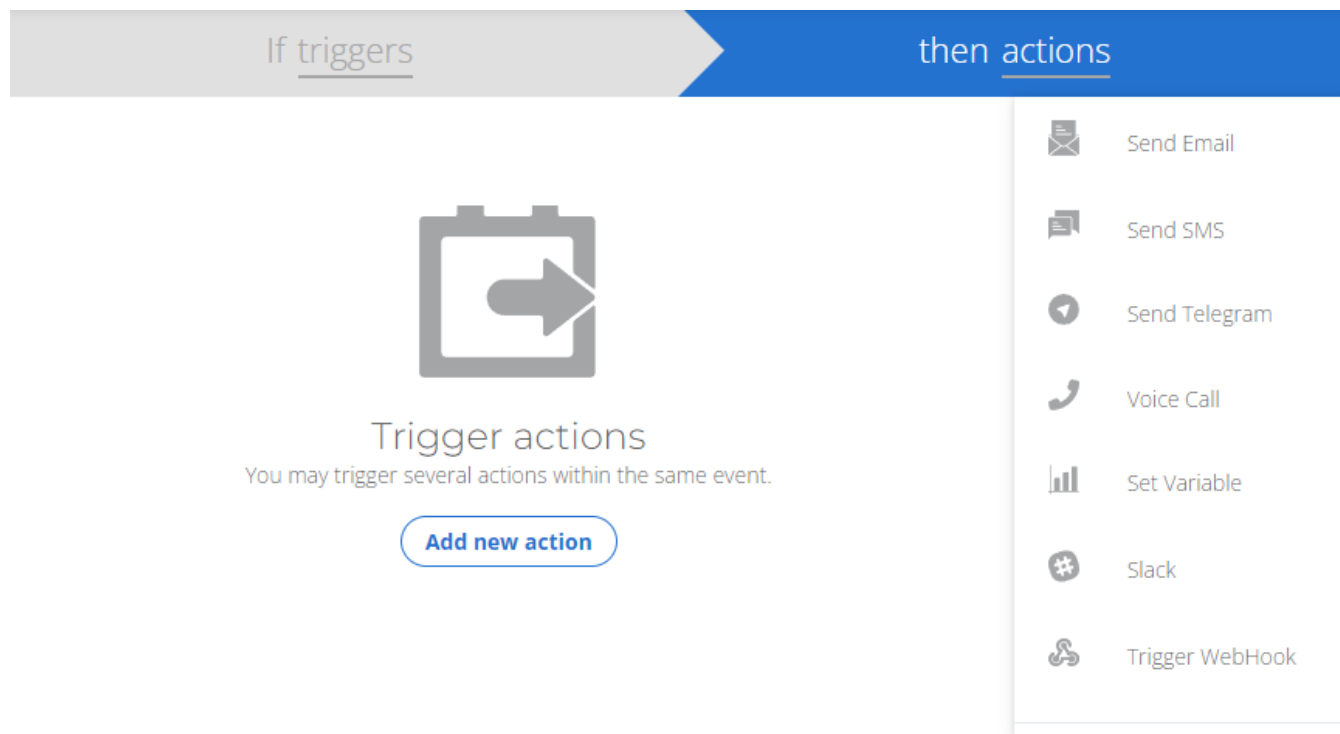 If triggers
then actions
Trigger actions
You may trigger several actions within the same event.
Add new action
Send Email
Send SMS
Send Telegram
Voice Call
Set Variable
Slack
Trigger WebHook